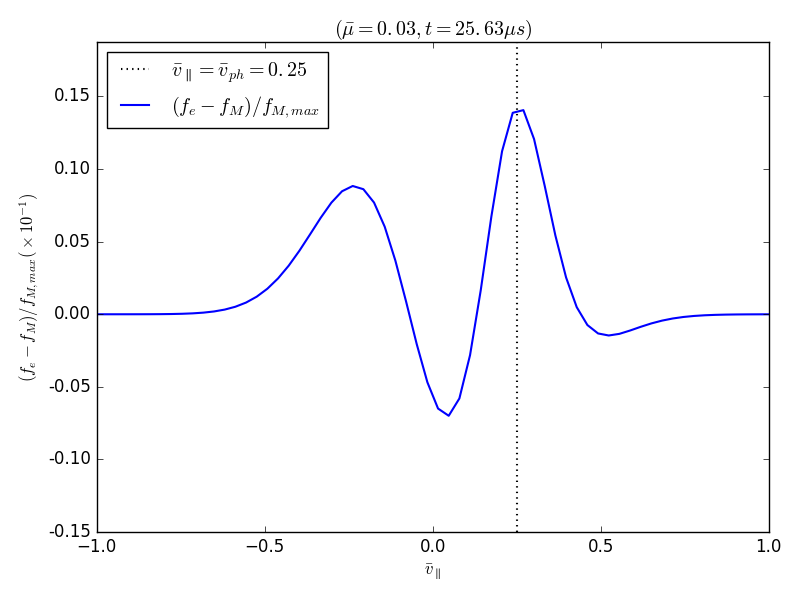 (μ̄ = 0.03, t = 25.63μs)
v̄∥ = v̄ph = 0.25
(fe − fM)/fM,max
(fe − fM)/fM,max(×10⁻¹)
0.15
0.10
0.05
0.00
-0.05
-0.10
-0.15
−1.0 −0.5 0.0 0.5 1.0
v̄∥